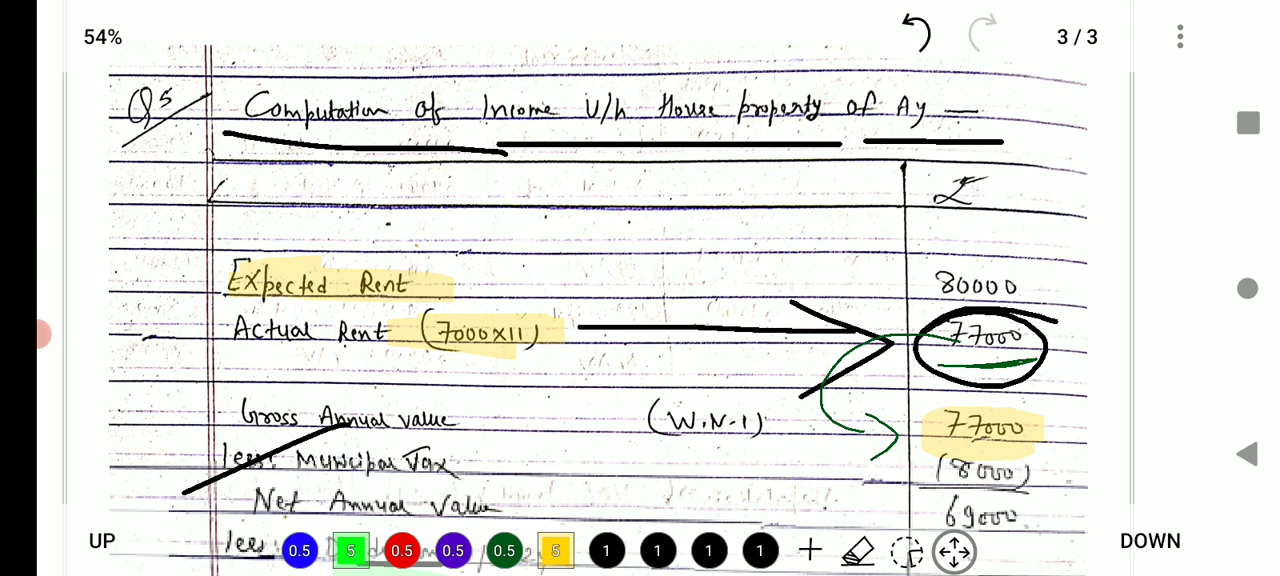 54%
3 / 3
Q5 Computation of Income U/h House property of Ay —
₹
Expected Rent 80000
Actual Rent (7000x11) 77000
Gross Annual value (W.N-1) 77000
less: Municipal Tax (8000)
Net Annual Value 69000
less:
UP 0.5 5 0.5 0.5 0.5 5 1 1 1 1 + DOWN